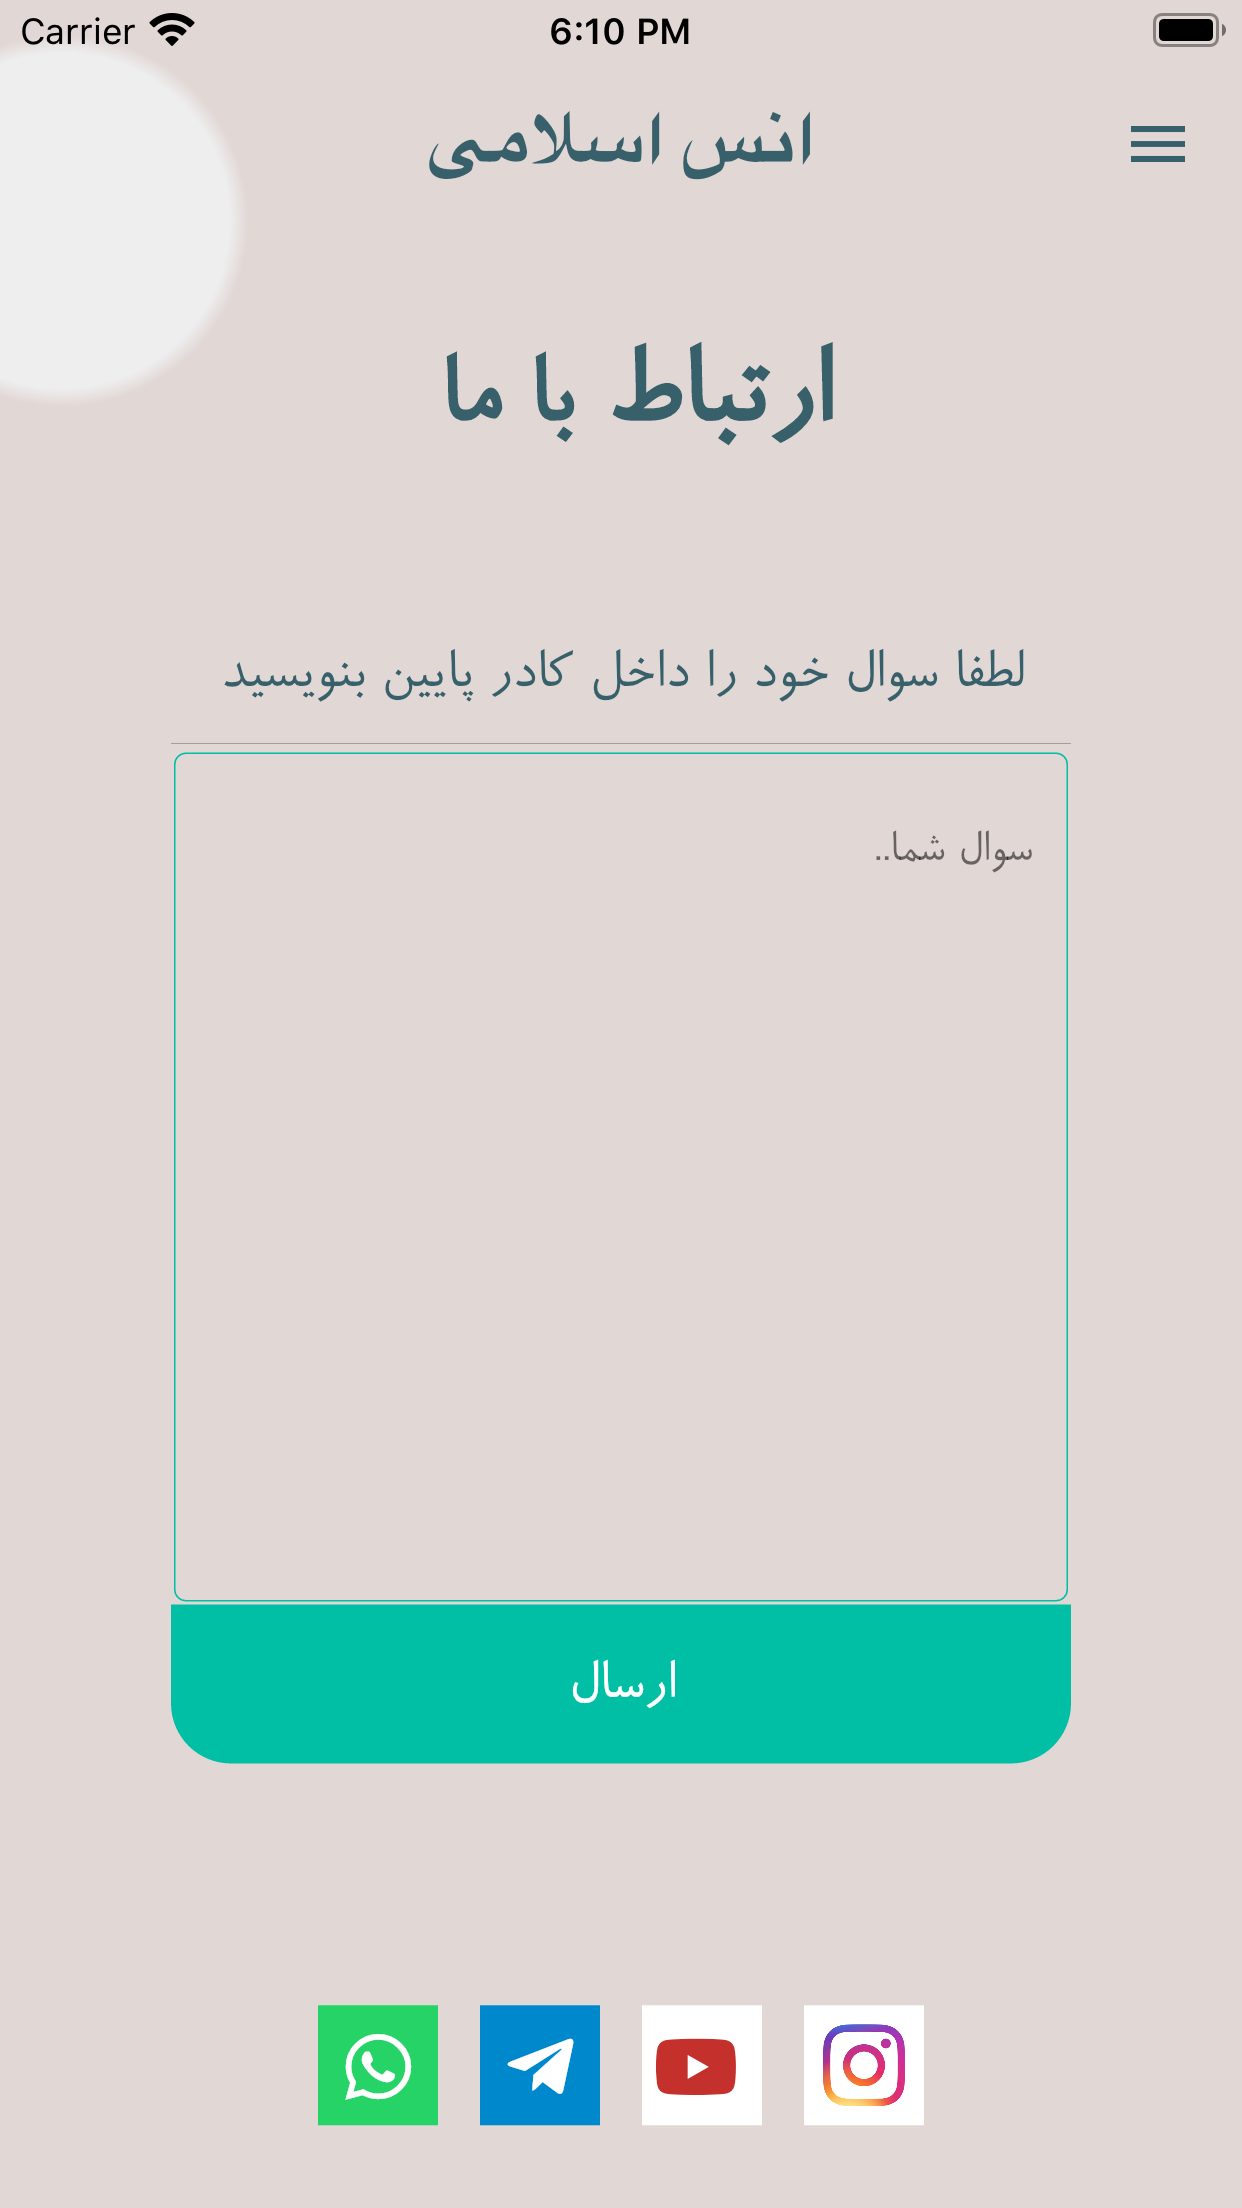 Carrier 6:10 PM
انس اسلامی
ارتباط با ما
لطفا سوال خود را داخل کادر پایین بنویسید
سوال شما..
ارسال